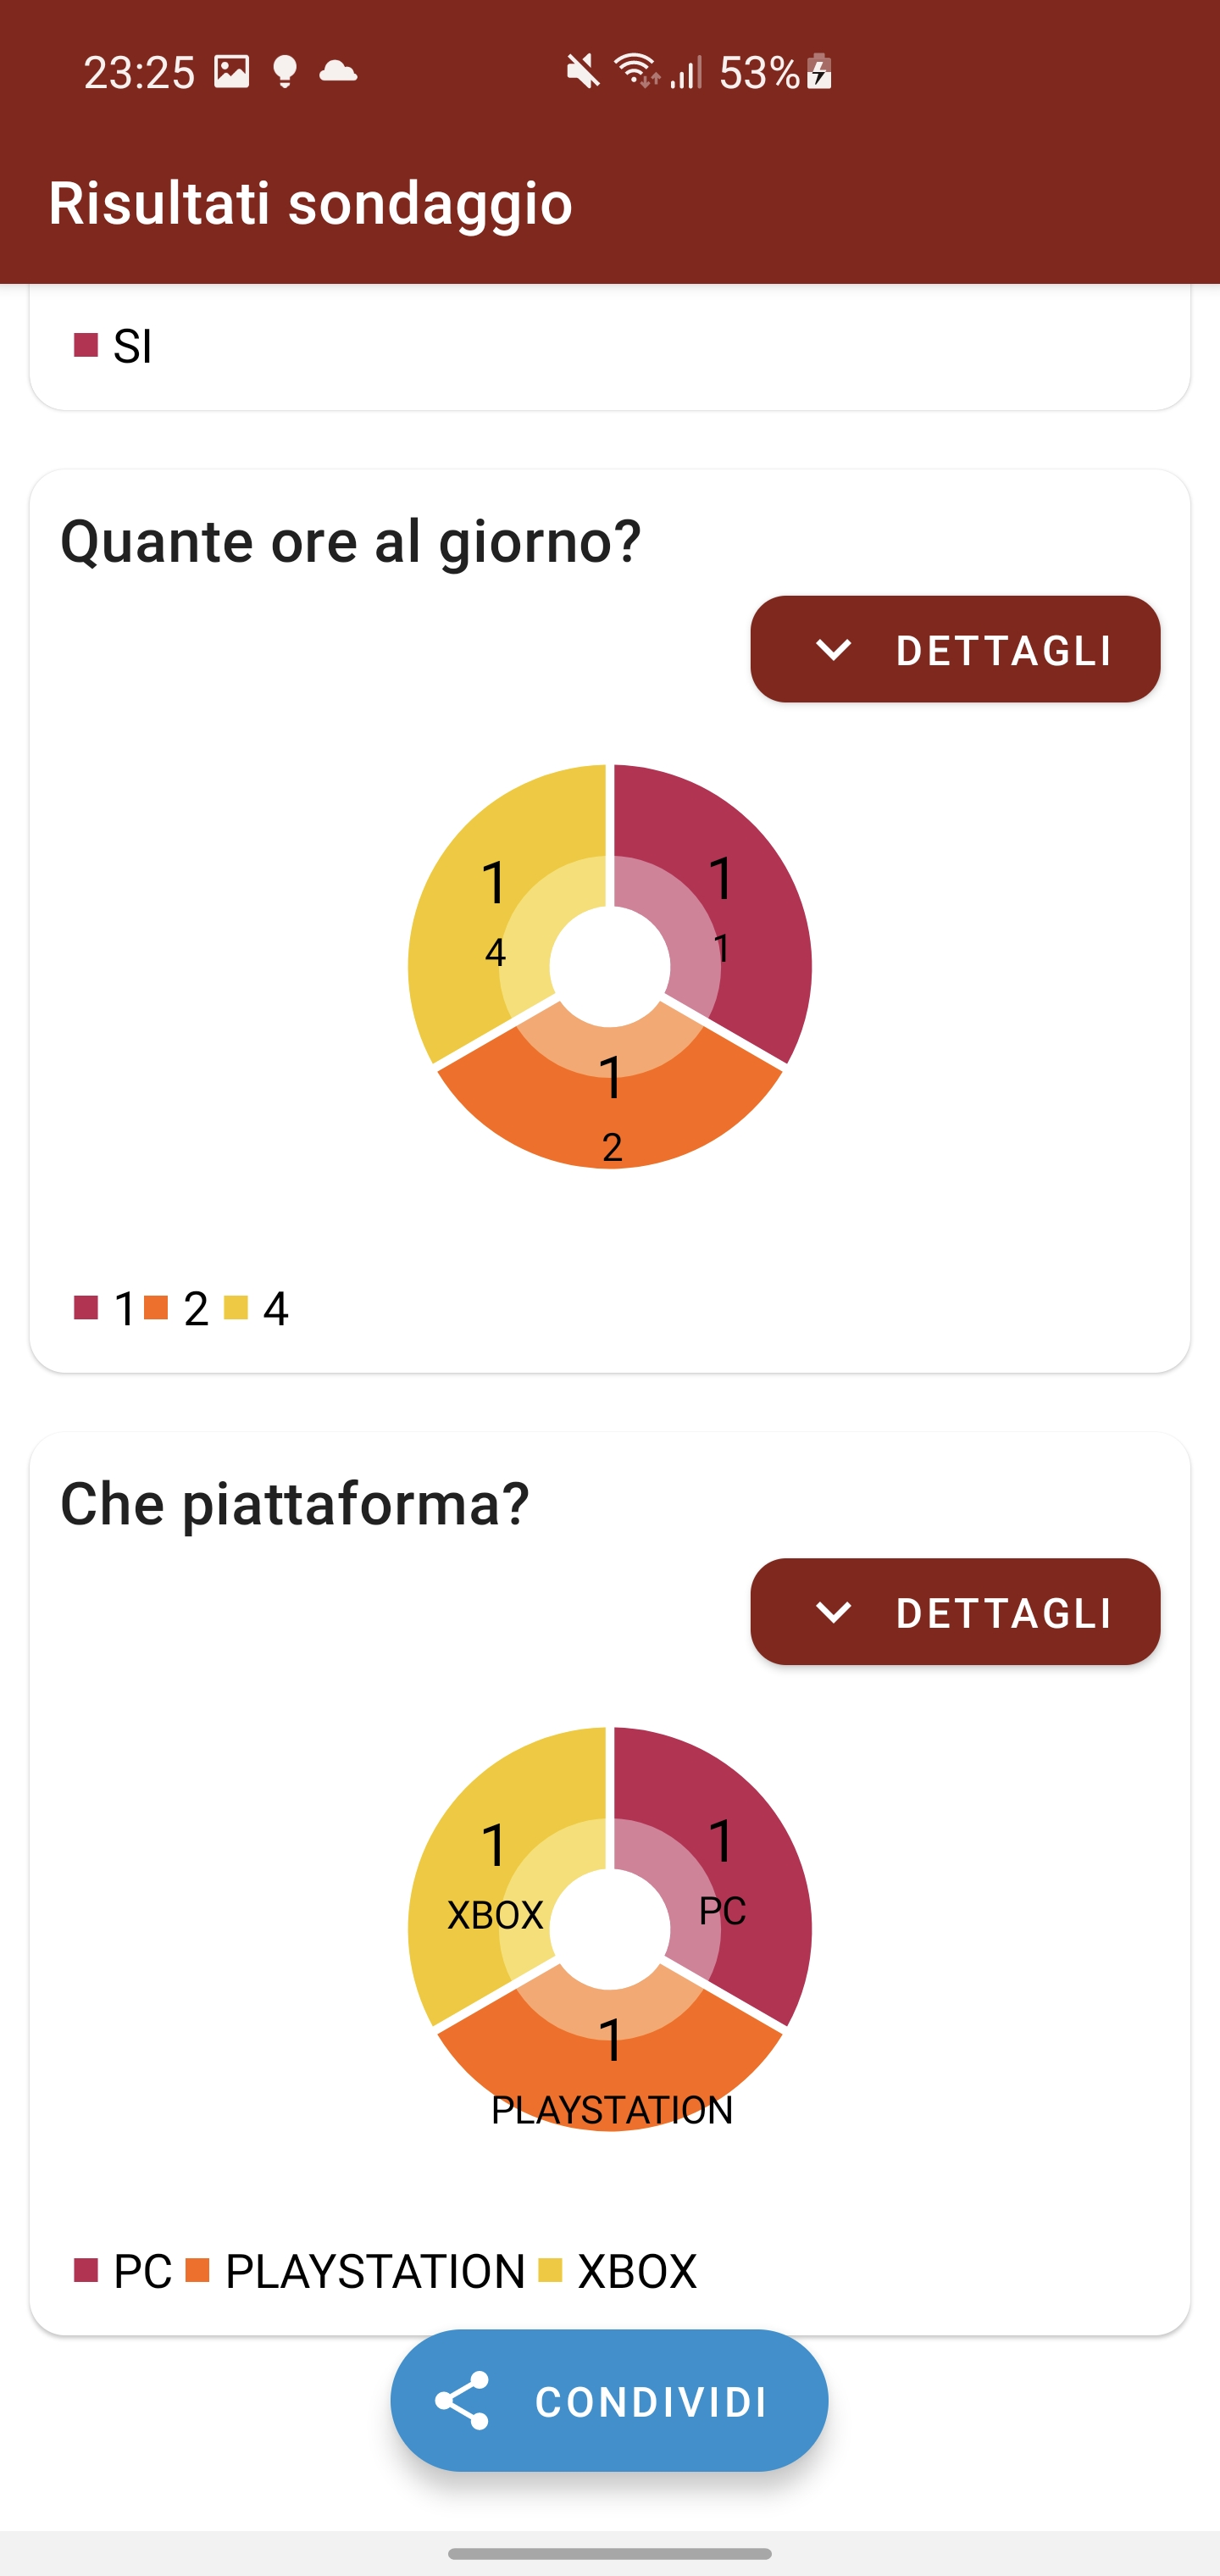 23:25 53%
Risultati sondaggio
SI
Quante ore al giorno?
DETTAGLI
1 1
4 1
1
2
1 2 4
Che piattaforma?
DETTAGLI
1 1
XBOX PC
1
PLAYSTATION
PC PLAYSTATION XBOX
CONDIVIDI